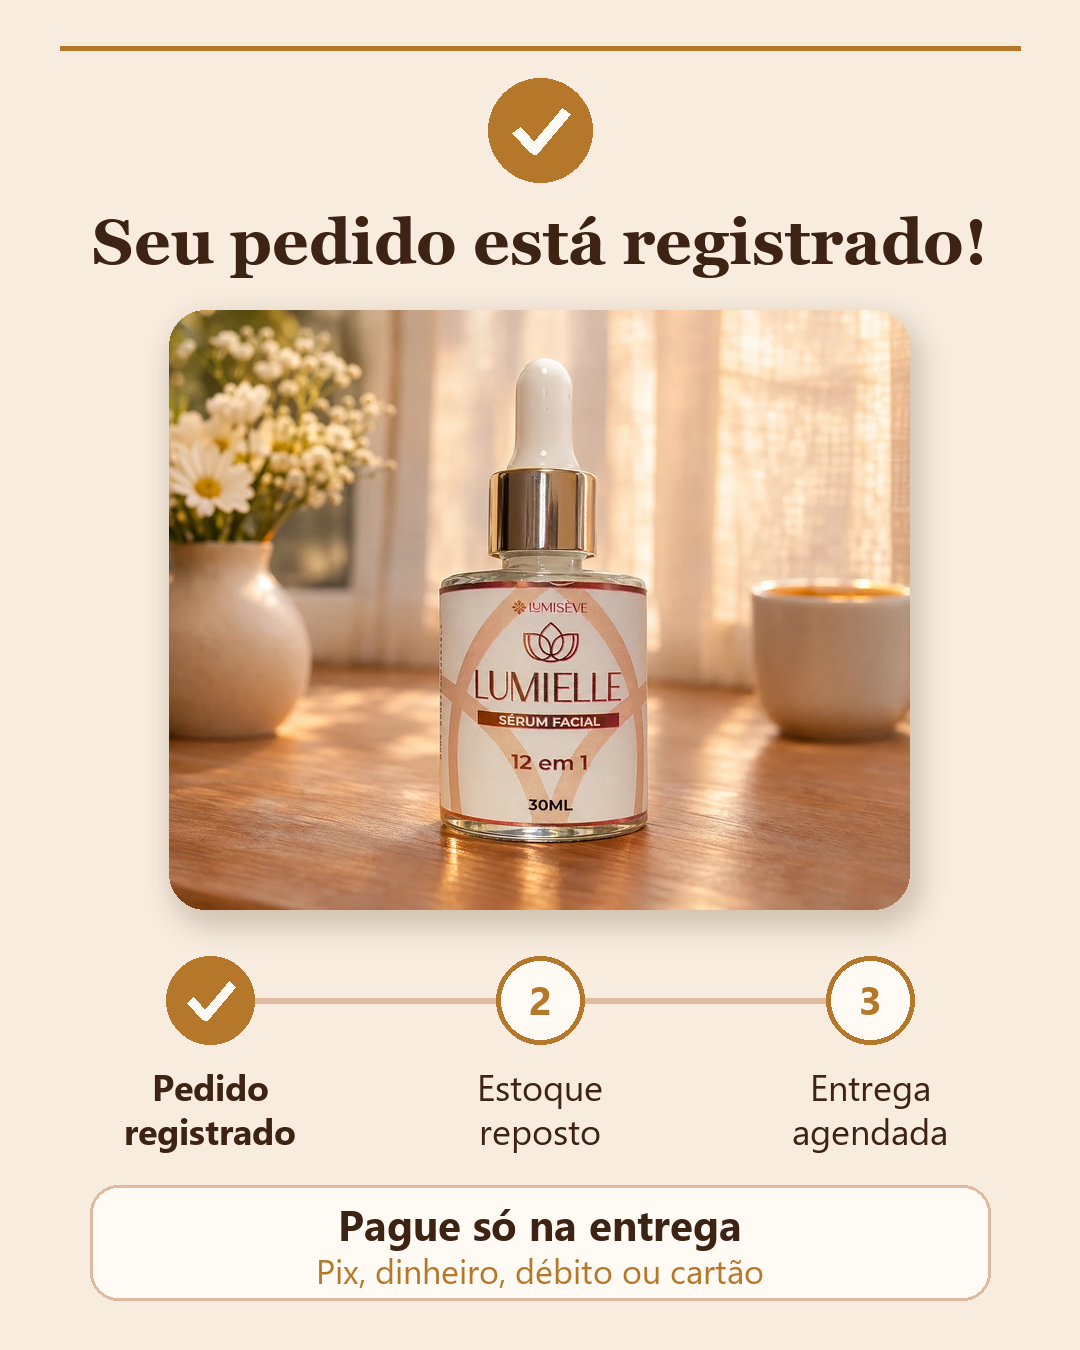 Seu pedido está registrado!
LUMISÈVE
LUMIELLE
SÉRUM FACIAL
12 em 1
30ML
2
3
Pedido
registrado
Estoque
reposto
Entrega
agendada
Pague só na entrega
Pix, dinheiro, débito ou cartão